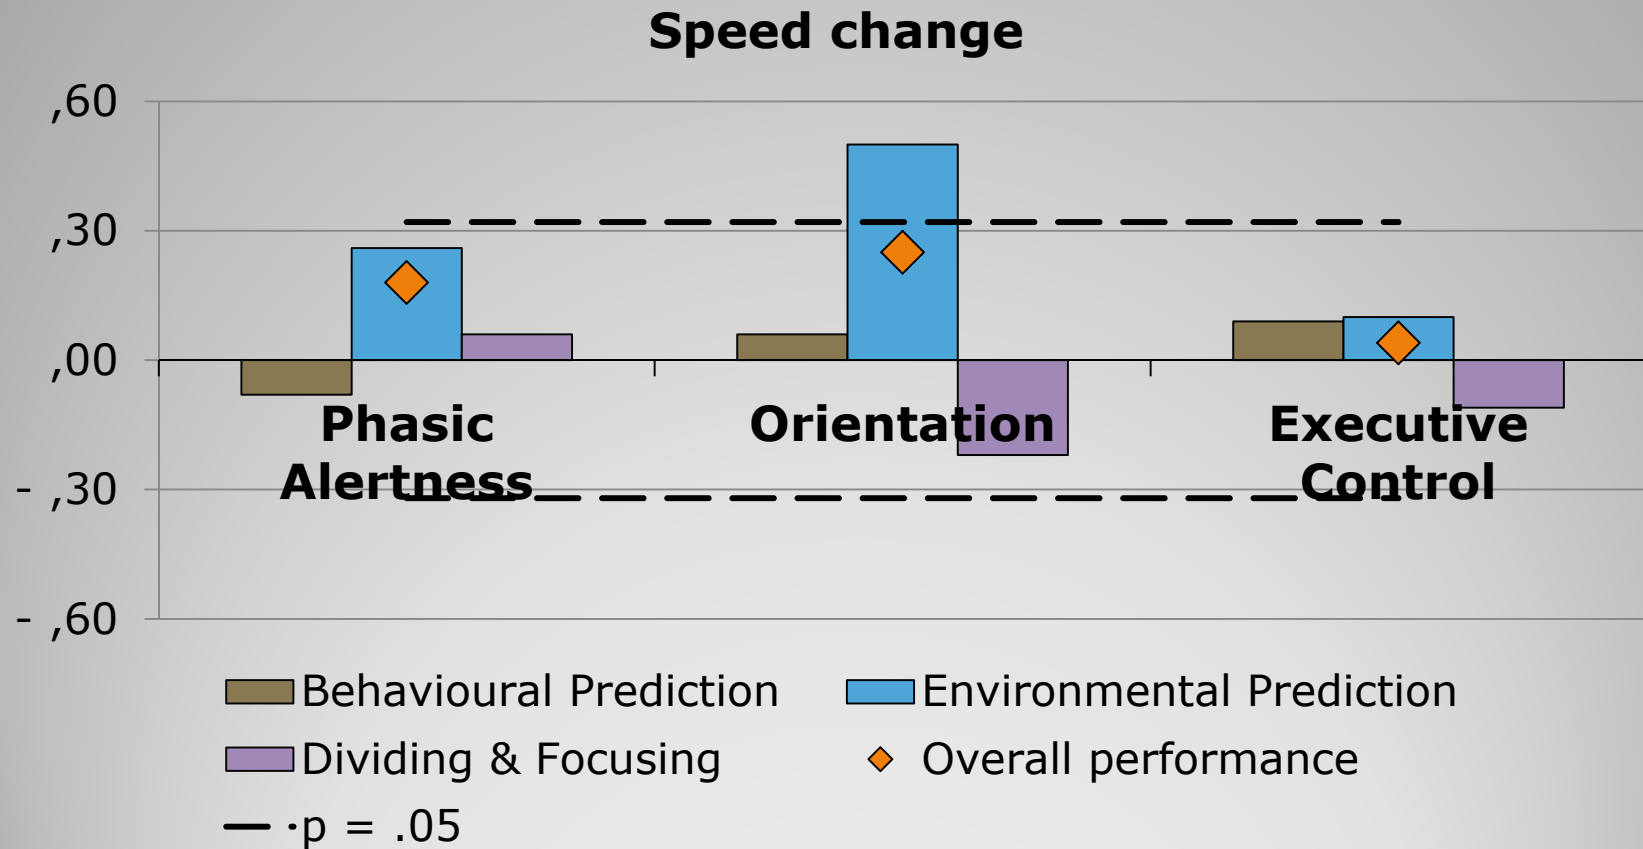 Speed change
,60
,30
,00
- ,30
- ,60
Phasic
Alertness
Orientation
Executive
Control
Behavioural Prediction
Environmental Prediction
Dividing & Focusing
Overall performance
p = .05